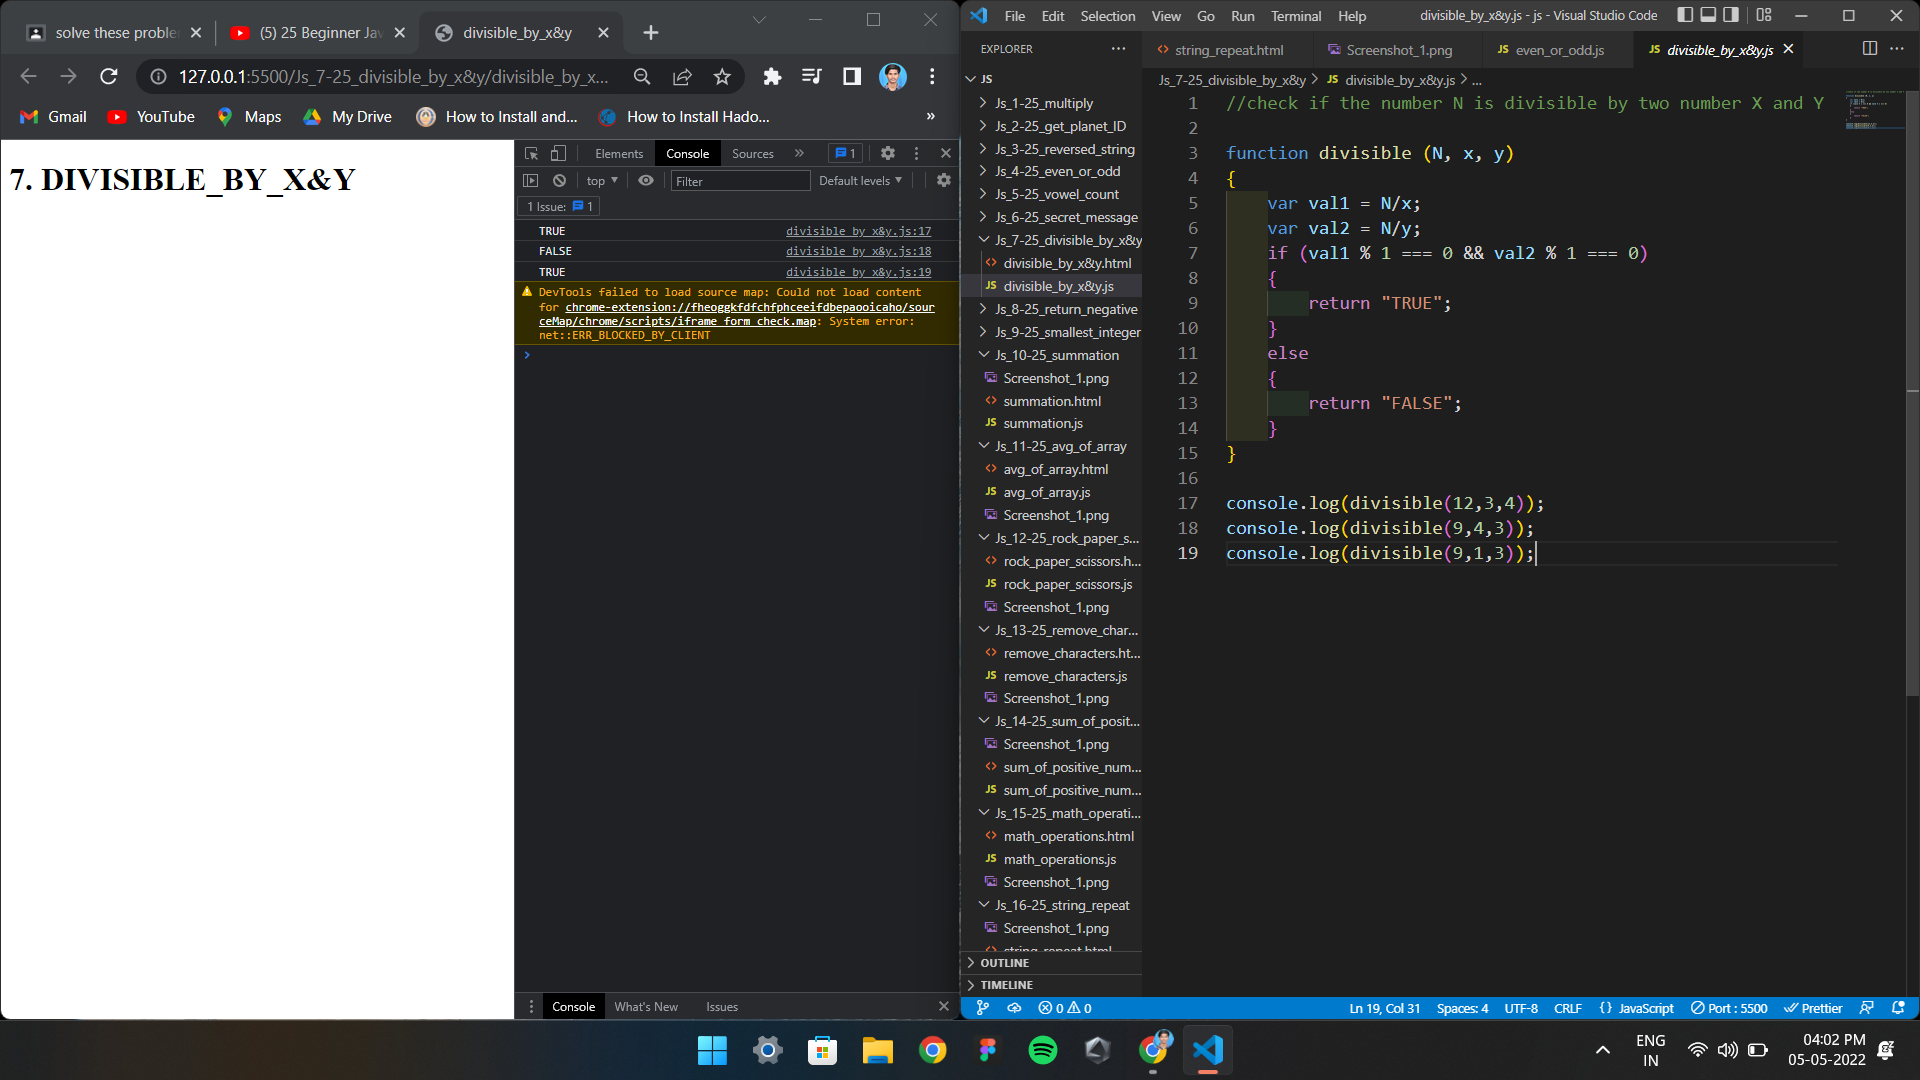 solve these proble
(5) 25 Beginner Jav
divisible_by_x&y
127.0.0.1:5500/Js_7-25_divisible_by_x&y/divisible_by_x...
Gmail
YouTube
Maps
My Drive
How to Install and...
How to Install Hado...
»
7. DIVISIBLE_BY_X&Y
Elements
Console
Sources
»
1
top
Filter
Default levels
1 Issue:
1
TRUE
divisible_by_x&y.js:17
FALSE
divisible_by_x&y.js:18
TRUE
divisible_by_x&y.js:19
DevTools failed to load source map: Could not load content
for chrome-extension://fheoggkfdfchfphceeifdbepaooicaho/sour
ceMap/chrome/scripts/iframe_form_check.map: System error:
net::ERR_BLOCKED_BY_CLIENT
Console
What's New
Issues
File
Edit
Selection
View
Go
Run
Terminal
Help
divisible_by_x&y.js - js - Visual Studio Code
EXPLORER
JS
Js_1-25_multiply
Js_2-25_get_planet_ID
Js_3-25_reversed_string
Js_4-25_even_or_odd
Js_5-25_vowel_count
Js_6-25_secret_message
Js_7-25_divisible_by_x&y
divisible_by_x&y.html
JS divisible_by_x&y.js
Js_8-25_return_negative
Js_9-25_smallest_integer
Js_10-25_summation
Screenshot_1.png
summation.html
JS summation.js
Js_11-25_avg_of_array
avg_of_array.html
JS avg_of_array.js
Screenshot_1.png
Js_12-25_rock_paper_s...
rock_paper_scissors.h...
JS rock_paper_scissors.js
Screenshot_1.png
Js_13-25_remove_char...
remove_characters.ht...
JS remove_characters.js
Screenshot_1.png
Js_14-25_sum_of_posit...
Screenshot_1.png
sum_of_positive_num...
JS sum_of_positive_num...
Js_15-25_math_operati...
math_operations.html
JS math_operations.js
Screenshot_1.png
Js_16-25_string_repeat
Screenshot_1.png
string_repeat.html
OUTLINE
TIMELINE
string_repeat.html
Screenshot_1.png
JS even_or_odd.js
JS divisible_by_x&y.js
Js_7-25_divisible_by_x&y > JS divisible_by_x&y.js > ...
1 //check if the number N is divisible by two number X and Y
2
3 function divisible (N, x, y)
4 {
5 var val1 = N/x;
6 var val2 = N/y;
7 if (val1 % 1 === 0 && val2 % 1 === 0)
8 {
9 return "TRUE";
10 }
11 else
12 {
13 return "FALSE";
14 }
15 }
16
17 console.log(divisible(12,3,4));
18 console.log(divisible(9,4,3));
19 console.log(divisible(9,1,3));
0
0
Ln 19, Col 31
Spaces: 4
UTF-8
CRLF
{ } JavaScript
Port : 5500
Prettier
ENG
IN
04:02 PM
05-05-2022